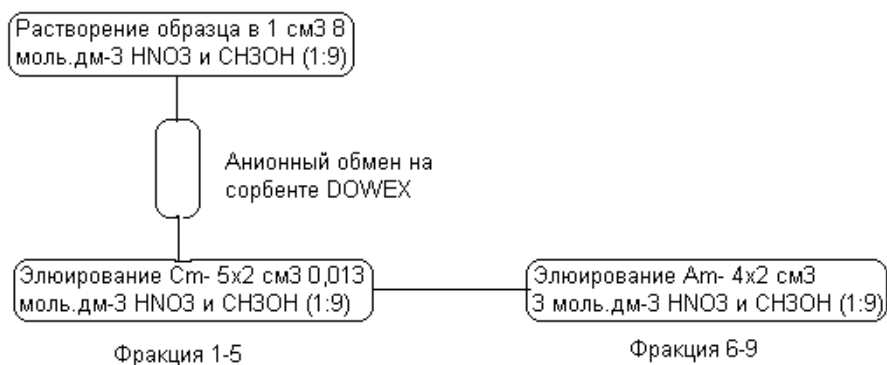 Растворение образца в 1 см3 8
моль.дм-3 HNO3 и CH3OH (1:9)
Анионный обмен на
сорбенте DOWEX
Элюирование Cm- 5x2 см3 0,013
моль.дм-3 HNO3 и CH3OH (1:9)
Элюирование Am- 4x2 см3
3 моль.дм-3 HNO3 и CH3OH (1:9)
Фракция 1-5
Фракция 6-9